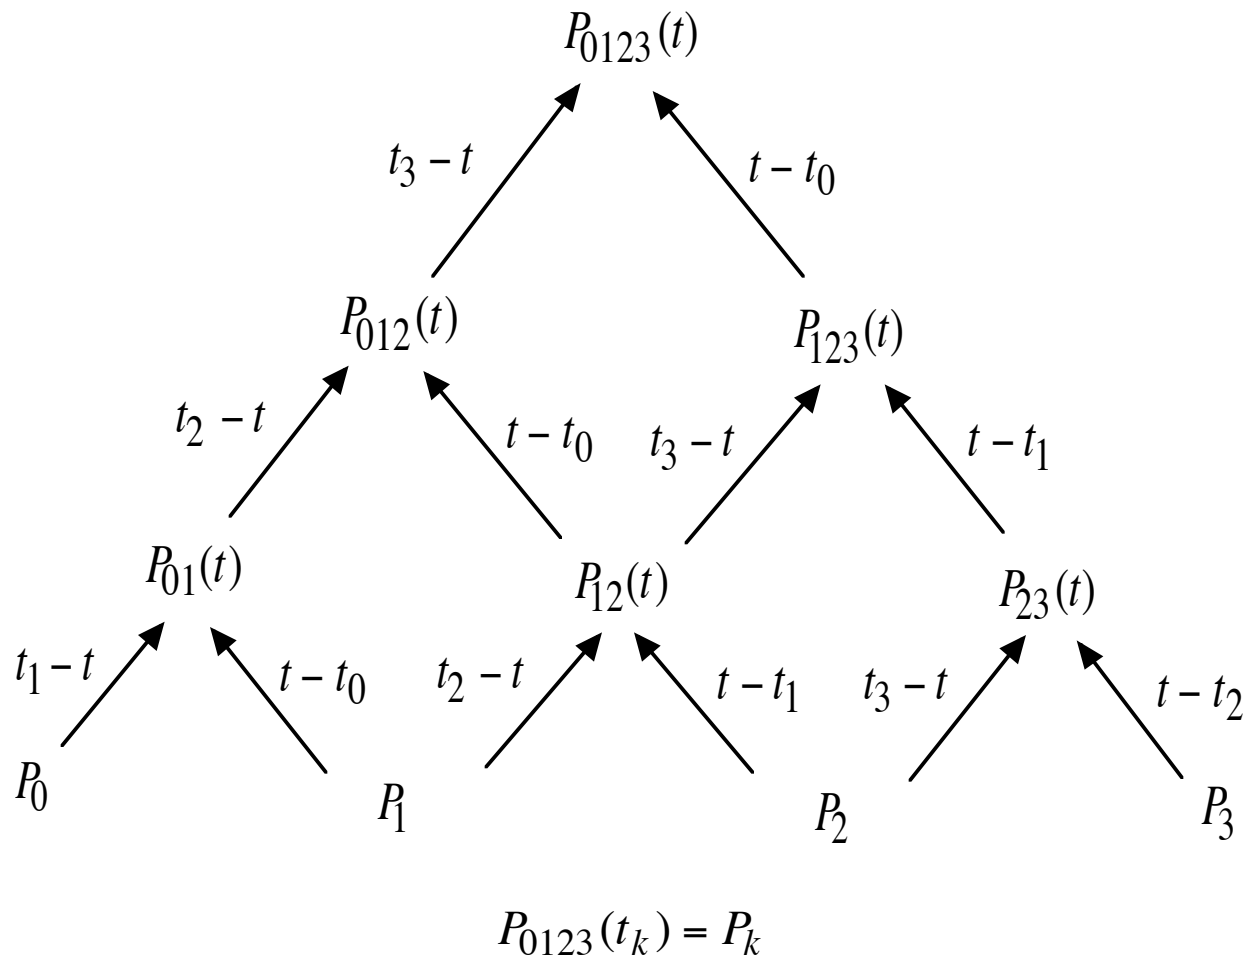 P₀₁₂₃(t)
t₃ − t t − t₀
P₀₁₂(t) P₁₂₃(t)
t₂ − t t − t₀ t₃ − t t − t₁
P₀₁(t) P₁₂(t) P₂₃(t)
t₁ − t t − t₀ t₂ − t t − t₁ t₃ − t t − t₂
P₀ P₁ P₂ P₃
P₀₁₂₃(tₖ) = Pₖ